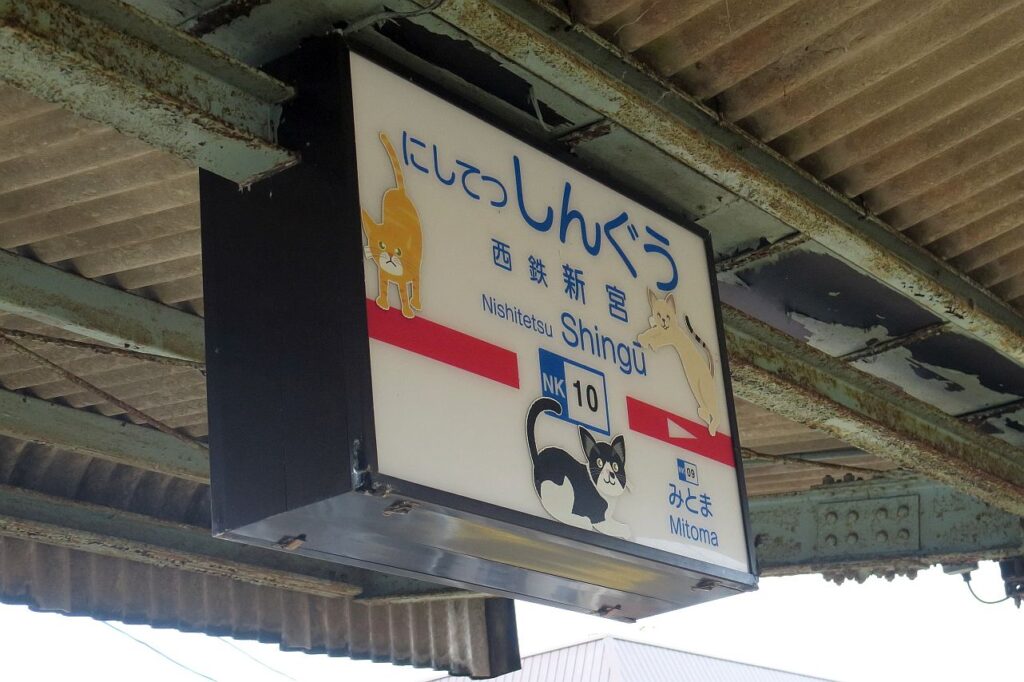 にしてつ しんぐう
西鉄新宮
Nishitetsu Shingū
NK 10
NK 09
みとま
Mitoma